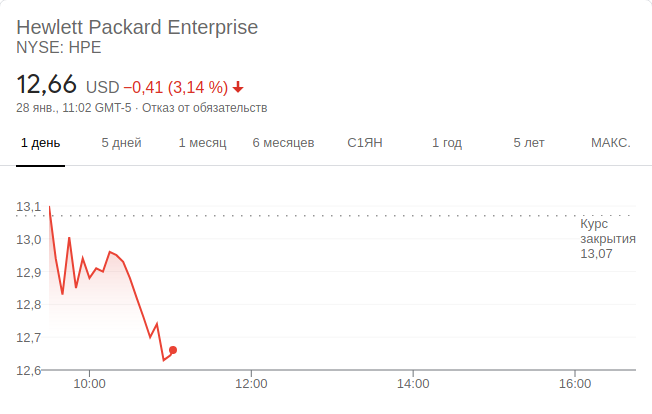 Hewlett Packard Enterprise
NYSE: HPE
12,66 USD −0,41 (3,14 %)
28 янв., 11:02 GMT-5 · Отказ от обязательств
1 день 5 дней 1 месяц 6 месяцев С1ЯН 1 год 5 лет МАКС.
13,1
Курс
закрытия
13,07
13,0
12,9
12,8
12,7
12,6
10:00 12:00 14:00 16:00